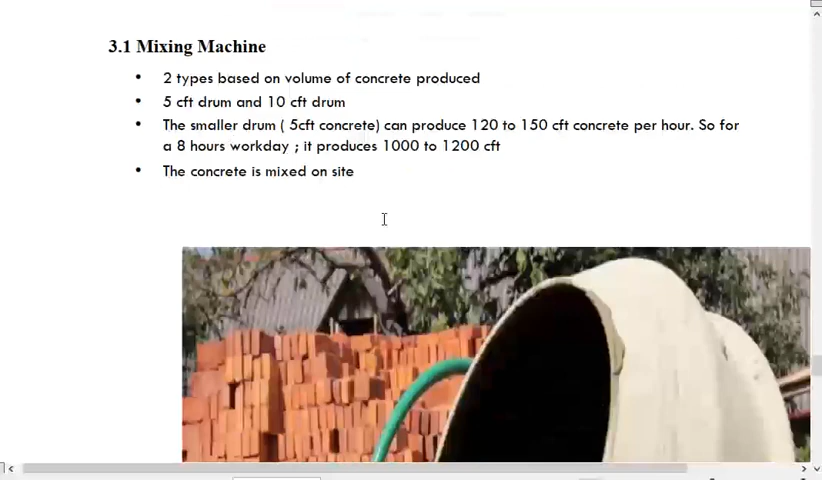 3.1 Mixing Machine
• 2 types based on volume of concrete produced
• 5 cft drum and 10 cft drum
• The smaller drum ( 5cft concrete) can produce 120 to 150 cft concrete per hour. So for
a 8 hours workday ; it produces 1000 to 1200 cft
• The concrete is mixed on site